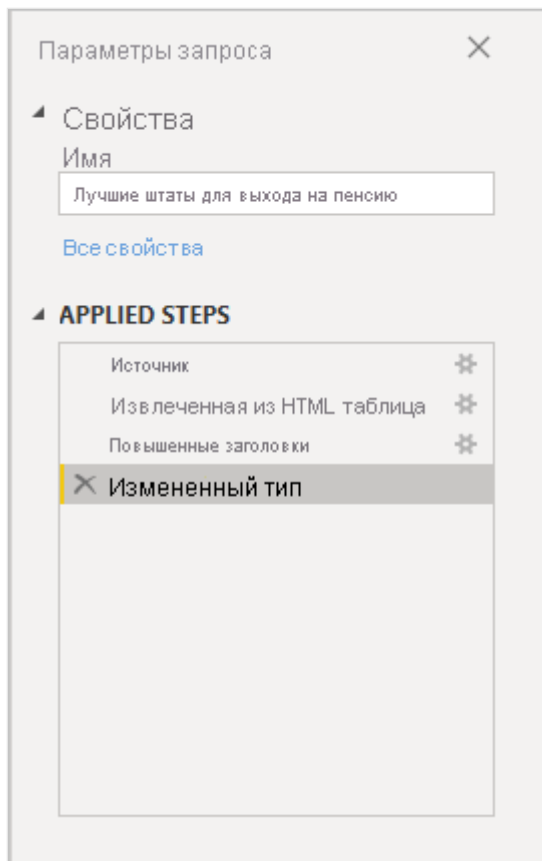 Параметры запроса
Свойства
Имя
Лучшие штаты для выхода на пенсию
Все свойства
APPLIED STEPS
Источник
Извлеченная из HTML таблица
Повышенные заголовки
Измененный тип